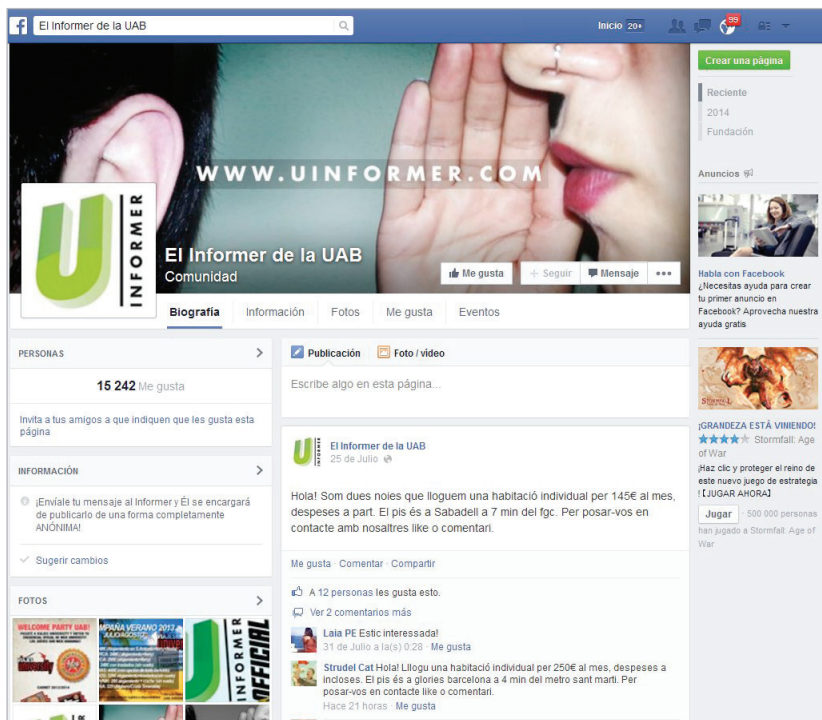 El Informer de la UAB
Inicio 20+
99
WWW.UINFORMER.COM
U INFORMER
El Informer de la UAB
Comunidad
Me gusta
+ Seguir
Mensaje
Biografía
Información
Fotos
Me gusta
Eventos
PERSONAS
15 242 Me gusta
Invita a tus amigos a que indiquen que les gusta esta
página
INFORMACIÓN
¡Envíale tu mensaje al Informer y Él se encargará
de publicarlo de una forma completamente
ANÓNIMA!
Sugerir cambios
FOTOS
WELCOME PARTY UAB!
VERANO 2013
INFORMER
OFFICIAL
Publicación
Foto / video
Escribe algo en esta página...
El Informer de la UAB
25 de Julio
Hola! Som dues noies que lloguem una habitació individual per 145€ al mes,
despeses a part. El pis és a Sabadell a 7 min del fgc. Per posar-vos en
contacte amb nosaltres like o comentari.
Me gusta · Comentar · Compartir
A 12 personas les gusta esto.
Ver 2 comentarios más
Laia PE Estic interessada!
31 de Julio a la(s) 0:28 · Me gusta
Strudel Cat Hola! Lllogu una habitació individual per 250€ al mes, despeses a
incloses. El pis és a glories barcelona a 4 min del metro sant marti. Per
posar-vos en contacte like o comentari.
Hace 21 horas · Me gusta
Crear una página
Reciente
2014
Fundación
Anuncios
Habla con Facebook
¿Necesitas ayuda para crear
tu primer anuncio en
Facebook? Aprovecha nuestra
ayuda gratis
¡GRANDEZA ESTÁ VINIENDO!
Stormfall: Age
of War
¡Haz clic y proteger el reino de
este nuevo juego de estrategia
!【JUGAR AHORA】
Jugar · 500 000 personas
han jugado a Stormfall: Age of
War